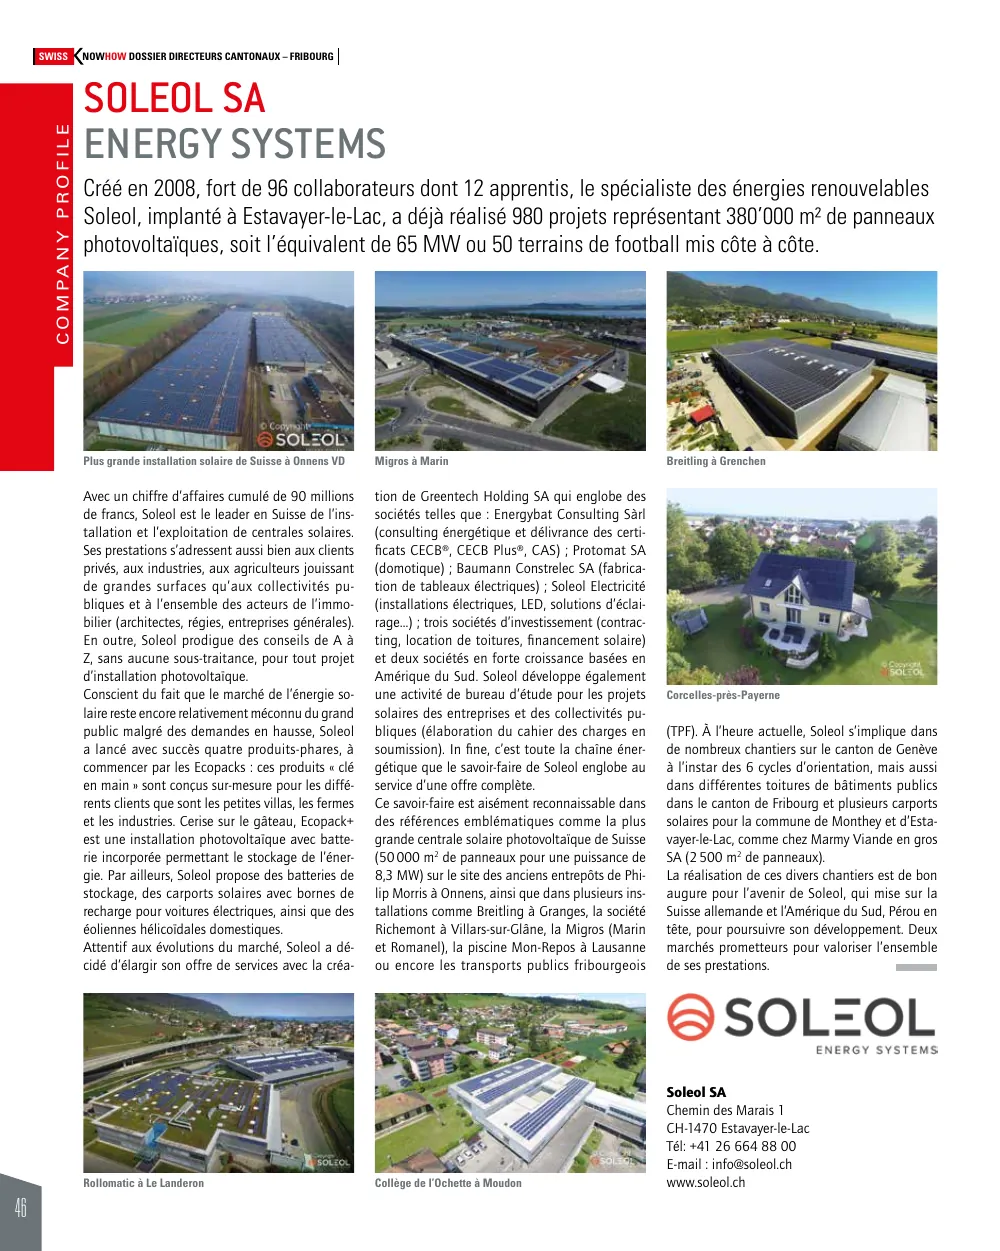 SWISS KNOWHOW DOSSIER DIRECTEURS CANTONAUX – FRIBOURG
COMPANY PROFILE
SOLEOL SA
ENERGY SYSTEMS
Créé en 2008, fort de 96 collaborateurs dont 12 apprentis, le spécialiste des énergies renouvelables
Soleol, implanté à Estavayer-le-Lac, a déjà réalisé 980 projets représentant 380’000 m² de panneaux
photovoltaïques, soit l’équivalent de 65 MW ou 50 terrains de football mis côte à côte.
© Copyright
SOLEOL
Plus grande installation solaire de Suisse à Onnens VD
Migros à Marin
Breitling à Grenchen
Avec un chiffre d’affaires cumulé de 90 millions
de francs, Soleol est le leader en Suisse de l’ins-
tallation et l’exploitation de centrales solaires.
Ses prestations s’adressent aussi bien aux clients
privés, aux industries, aux agriculteurs jouissant
de grandes surfaces qu’aux collectivités pu-
bliques et à l’ensemble des acteurs de l’immo-
bilier (architectes, régies, entreprises générales).
En outre, Soleol prodigue des conseils de A à
Z, sans aucune sous-traitance, pour tout projet
d’installation photovoltaïque.
Conscient du fait que le marché de l’énergie so-
laire reste encore relativement méconnu du grand
public malgré des demandes en hausse, Soleol
a lancé avec succès quatre produits-phares, à
commencer par les Ecopacks : ces produits « clé
en main » sont conçus sur-mesure pour les diffé-
rents clients que sont les petites villas, les fermes
et les industries. Cerise sur le gâteau, Ecopack+
est une installation photovoltaïque avec batte-
rie incorporée permettant le stockage de l’éner-
gie. Par ailleurs, Soleol propose des batteries de
stockage, des carports solaires avec bornes de
recharge pour voitures électriques, ainsi que des
éoliennes hélicoïdales domestiques.
Attentif aux évolutions du marché, Soleol a dé-
cidé d’élargir son offre de services avec la créa-
tion de Greentech Holding SA qui englobe des
sociétés telles que : Energybat Consulting Sàrl
(consulting énergétique et délivrance des certi-
ficats CECB®, CECB Plus®, CAS) ; Protomat SA
(domotique) ; Baumann Constrelec SA (fabrica-
tion de tableaux électriques) ; Soleol Electricité
(installations électriques, LED, solutions d’éclai-
rage...) ; trois sociétés d’investissement (contrac-
ting, location de toitures, financement solaire)
et deux sociétés en forte croissance basées en
Amérique du Sud. Soleol développe également
une activité de bureau d’étude pour les projets
solaires des entreprises et des collectivités pu-
bliques (élaboration du cahier des charges en
soumission). In fine, c’est toute la chaîne éner-
gétique que le savoir-faire de Soleol englobe au
service d’une offre complète.
Ce savoir-faire est aisément reconnaissable dans
des références emblématiques comme la plus
grande centrale solaire photovoltaïque de Suisse
(50 000 m² de panneaux pour une puissance de
8,3 MW) sur le site des anciens entrepôts de Phi-
lip Morris à Onnens, ainsi que dans plusieurs ins-
tallations comme Breitling à Granges, la société
Richemont à Villars-sur-Glâne, la Migros (Marin
et Romanel), la piscine Mon-Repos à Lausanne
ou encore les transports publics fribourgeois
© Copyright
SOLEOL
Corcelles-près-Payerne
(TPF). À l’heure actuelle, Soleol s’implique dans
de nombreux chantiers sur le canton de Genève
à l’instar des 6 cycles d’orientation, mais aussi
dans différentes toitures de bâtiments publics
dans le canton de Fribourg et plusieurs carports
solaires pour la commune de Monthey et d’Esta-
vayer-le-Lac, comme chez Marmy Viande en gros
SA (2 500 m² de panneaux).
La réalisation de ces divers chantiers est de bon
augure pour l’avenir de Soleol, qui mise sur la
Suisse allemande et l’Amérique du Sud, Pérou en
tête, pour poursuivre son développement. Deux
marchés prometteurs pour valoriser l’ensemble
de ses prestations.
SOLEOL
Rollomatic à Le Landeron
SOLEOL
Collège de l’Ochette à Moudon
SOLEOL
ENERGY SYSTEMS
Soleol SA
Chemin des Marais 1
CH-1470 Estavayer-le-Lac
Tél: +41 26 664 88 00
E-mail : info@soleol.ch
www.soleol.ch
46